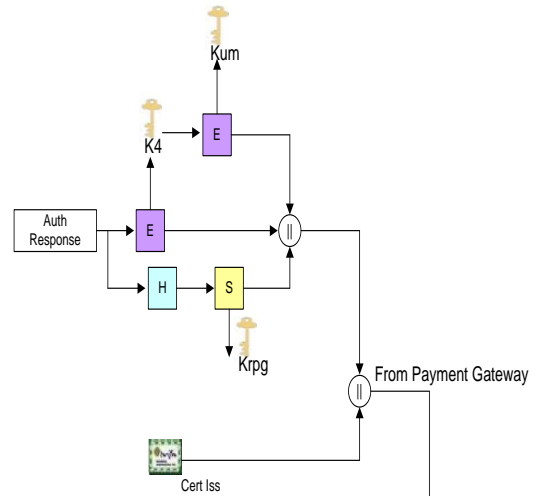 Kum
E
K4
Auth
Response
E
||
H
S
Krpg
From Payment Gateway
||
Cert Iss